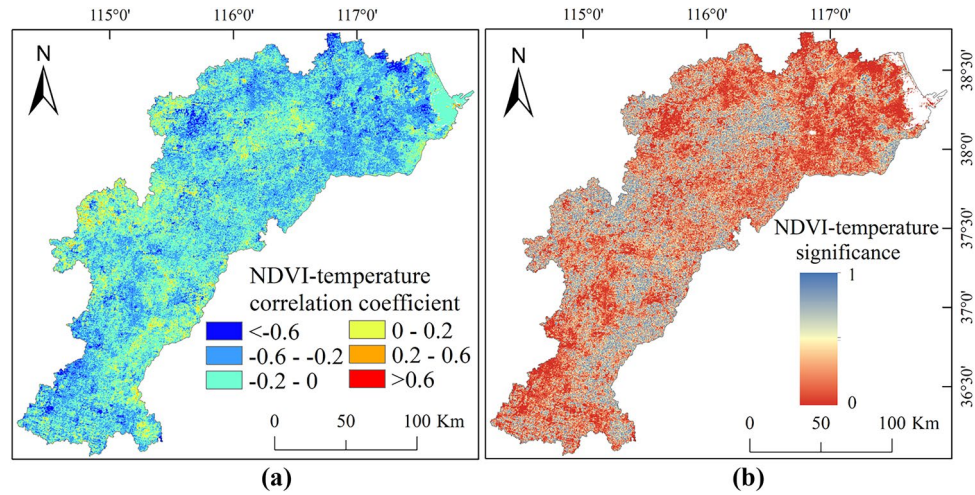 115°0' 116°0' 117°0'
N
NDVI-temperature
correlation coefficient
<-0.6
-0.6 - -0.2
-0.2 - 0
0 - 0.2
0.2 - 0.6
>0.6
0 50 100 Km
(a)
115°0' 116°0' 117°0'
N
NDVI-temperature
significance
1
0
0 50 100 Km
38°30'
38°0'
37°30'
37°0'
36°30'
(b)